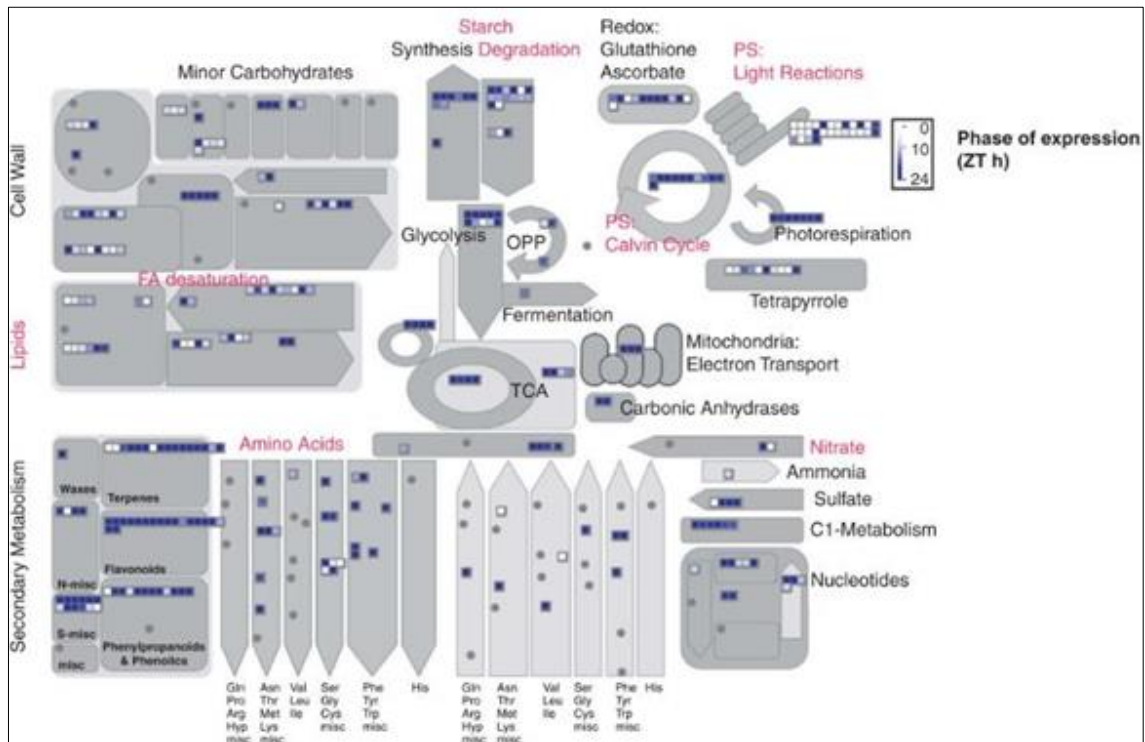 Starch
Synthesis Degradation
Redox:
Glutathione
Ascorbate
PS:
Light Reactions
Minor Carbohydrates
0
10
24
Phase of expression
(ZT h)
Cell Wall
Glycolysis
OPP
PS:
Calvin Cycle
Photorespiration
FA desaturation
Tetrapyrrole
Lipids
Fermentation
Mitochondria:
Electron Transport
TCA
Carbonic Anhydrases
Amino Acids
Nitrate
Ammonia
Sulfate
C1-Metabolism
Nucleotides
Secondary Metabolism
Waxes
Terpenes
Flavonoids
N-misc
S-misc
misc
Phenylpropanoids
& Phenolics
Gln
Pro
Arg
Hyp
misc
Asn
Thr
Met
Lys
misc
Val
Leu
Ile
Ser
Gly
Cys
misc
Phe
Tyr
Trp
misc
His
Gln
Pro
Arg
Hyp
misc
Asn
Thr
Met
Lys
misc
Val
Leu
Ile
Ser
Gly
Cys
misc
Phe
Tyr
Trp
misc
His